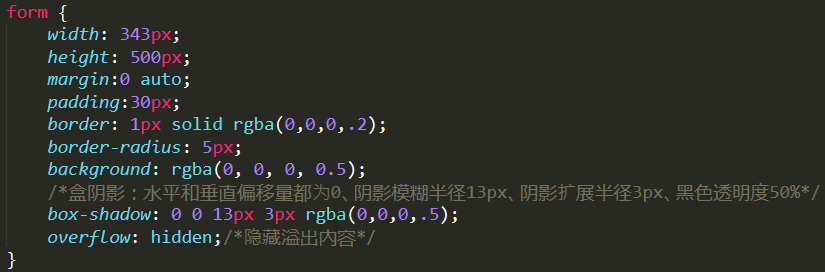 form {
    width: 343px;
    height: 500px;
    margin:0 auto;
    padding:30px;
    border: 1px solid rgba(0,0,0,.2);
    border-radius: 5px;
    background: rgba(0, 0, 0, 0.5);
    /*盒阴影：水平和垂直偏移量都为0、阴影模糊半径13px、阴影扩展半径3px、黑色透明度50%*/
    box-shadow: 0 0 13px 3px rgba(0,0,0,.5);
    overflow: hidden;/*隐藏溢出内容*/
}